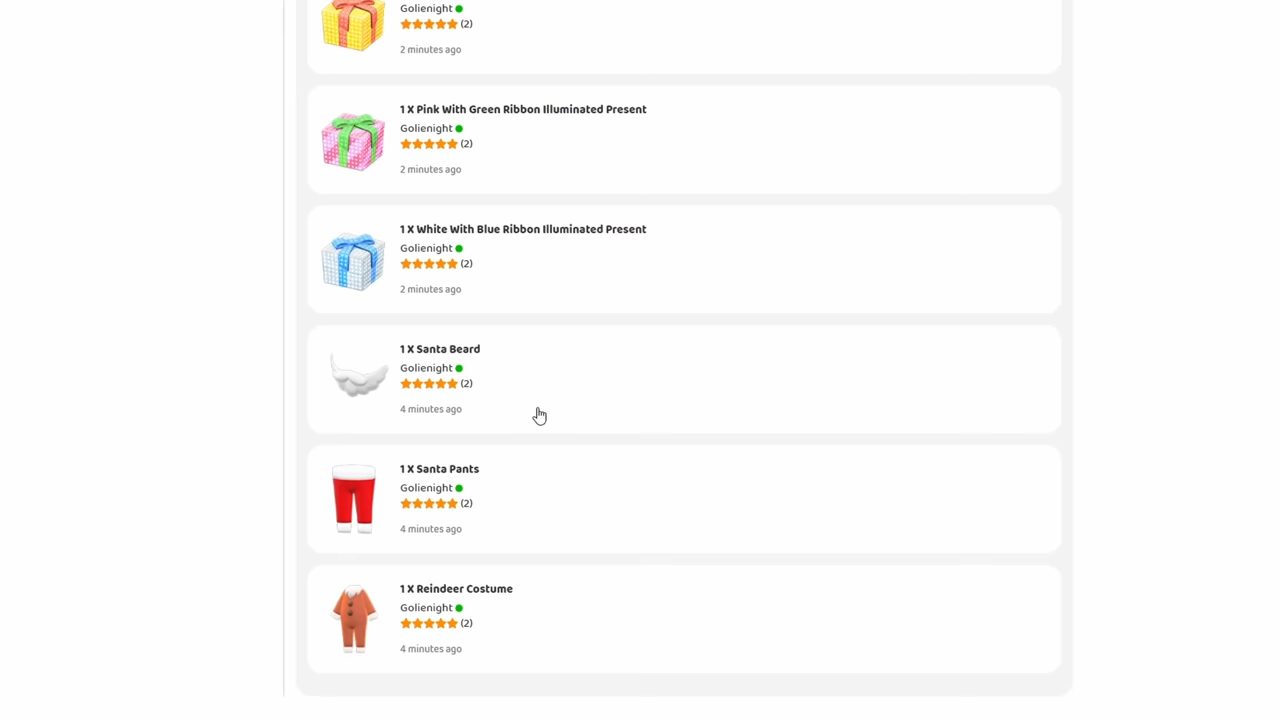 Golienight
(2)
2 minutes ago
1 X Pink With Green Ribbon Illuminated Present
Golienight
(2)
2 minutes ago
1 X White With Blue Ribbon Illuminated Present
Golienight
(2)
2 minutes ago
1 X Santa Beard
Golienight
(2)
4 minutes ago
1 X Santa Pants
Golienight
(2)
4 minutes ago
1 X Reindeer Costume
Golienight
(2)
4 minutes ago